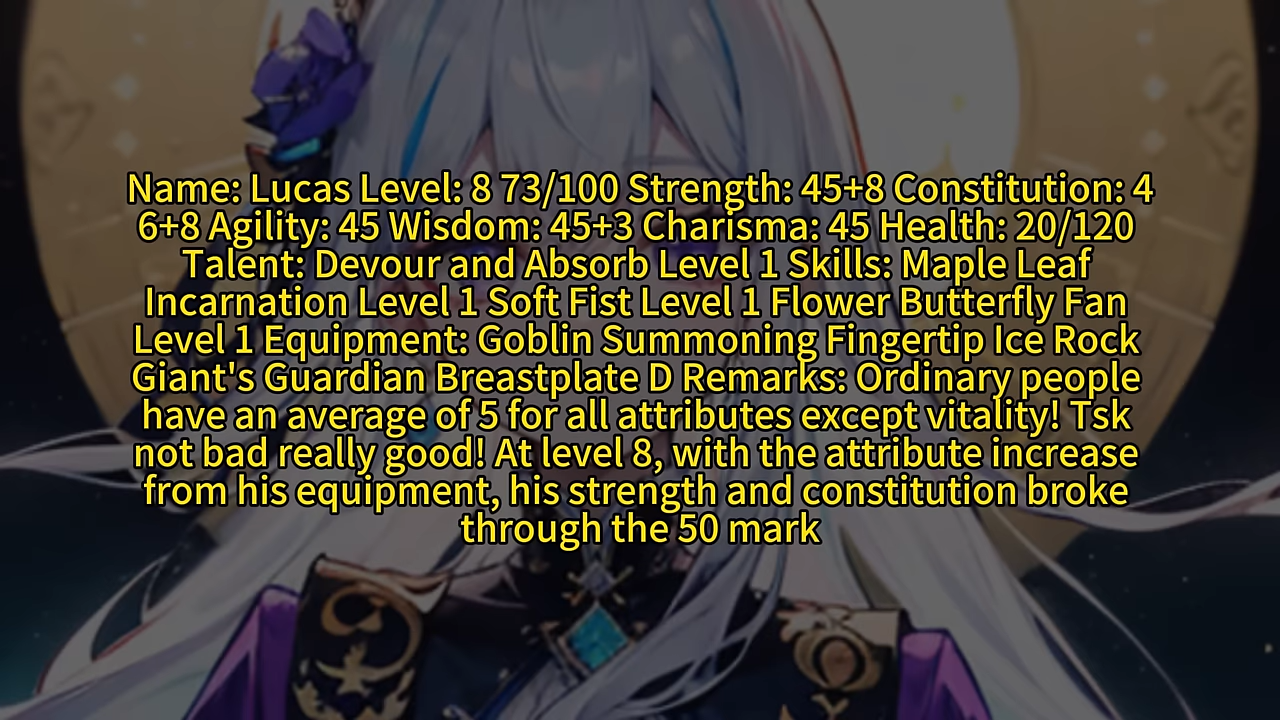 Name: Lucas Level: 8 73/100 Strength: 45+8 Constitution: 4
6+8 Agility: 45 Wisdom: 45+3 Charisma: 45 Health: 20/120
Talent: Devour and Absorb Level 1 Skills: Maple Leaf
Incarnation Level 1 Soft Fist Level 1 Flower Butterfly Fan
Level 1 Equipment: Goblin Summoning Fingertip Ice Rock
Giant's Guardian Breastplate D Remarks: Ordinary people
have an average of 5 for all attributes except vitality! Tsk
not bad really good! At level 8, with the attribute increase
from his equipment, his strength and constitution broke
through the 50 mark